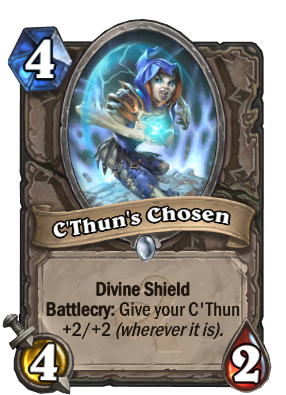 4
C'Thun's Chosen
Divine Shield
Battlecry: Give your C'Thun
+2/+2 (wherever it is).
4
2